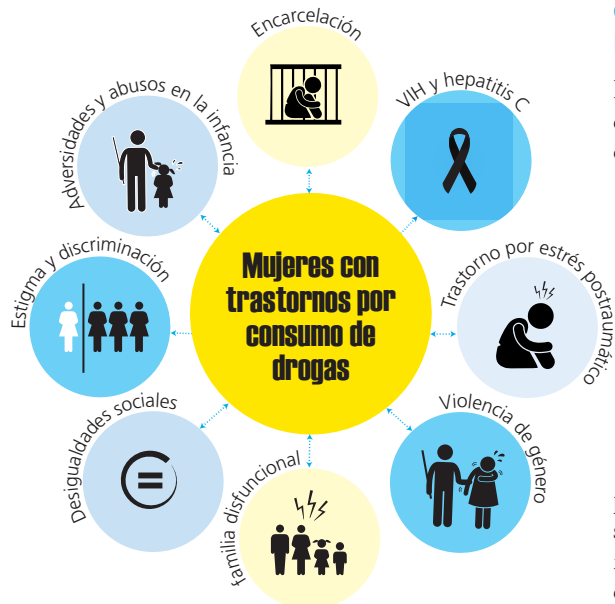 Encarcelación
VIH y hepatitis C
Adversidades y abusos en la infancia
Trastorno por estrés postraumático
Estigma y discriminación
Mujeres con
trastornos por
consumo de
drogas
Violencia de género
Desigualdades sociales
familia disfuncional